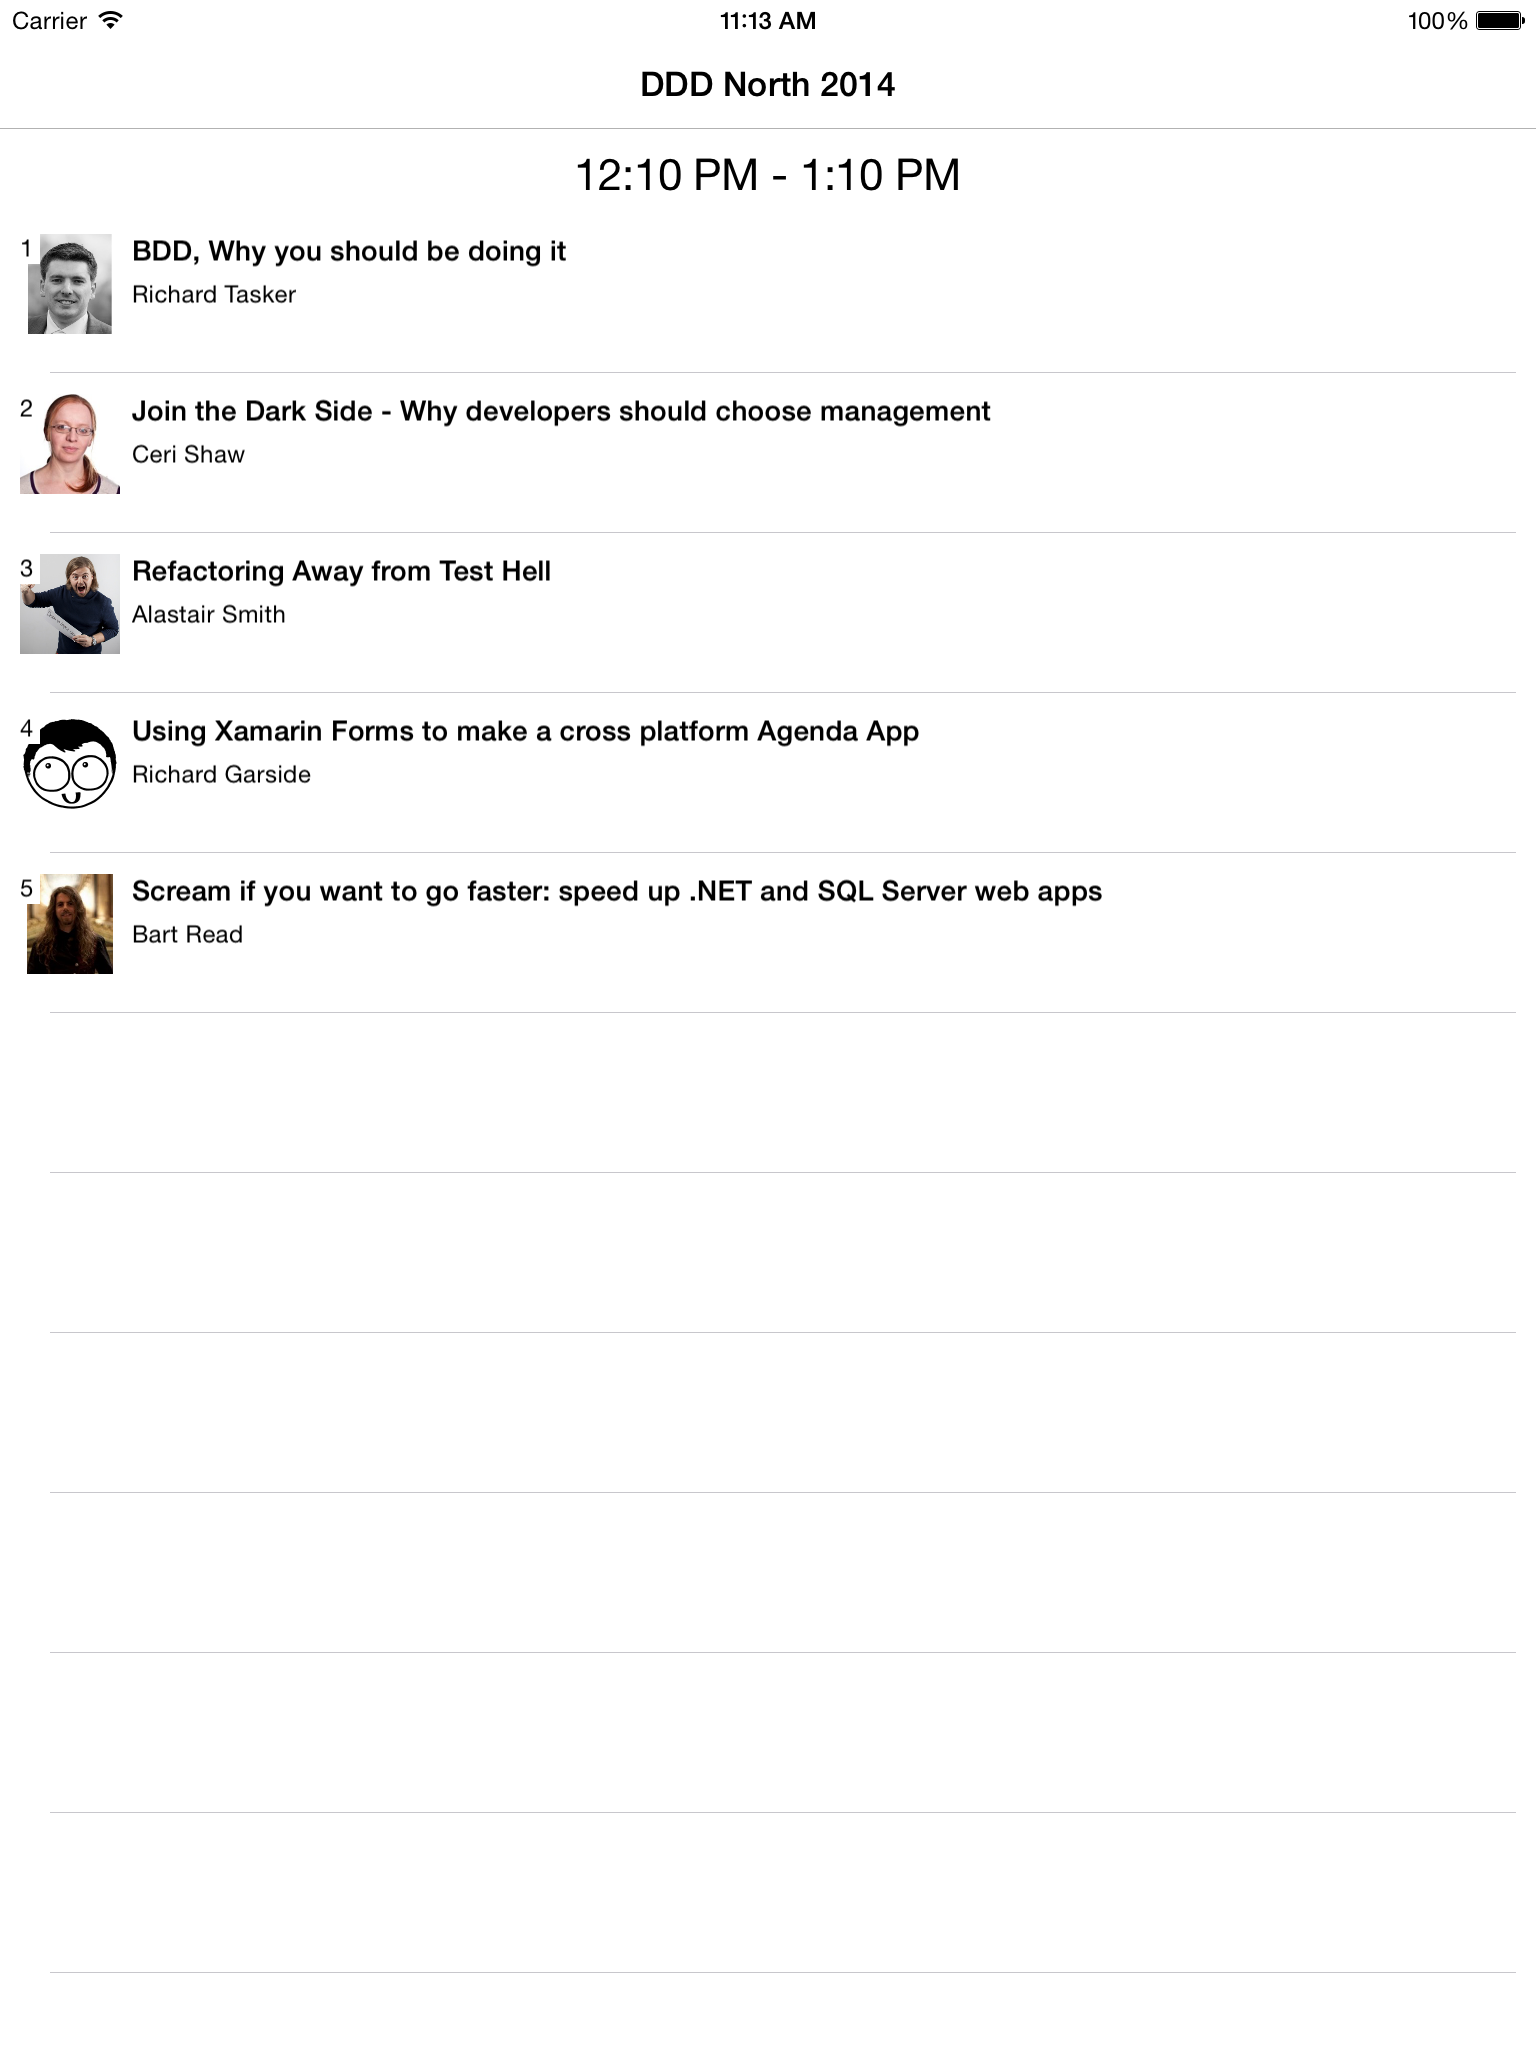 Carrier 11:13 AM 100%
DDD North 2014
12:10 PM - 1:10 PM
1 BDD, Why you should be doing it
Richard Tasker
2 Join the Dark Side - Why developers should choose management
Ceri Shaw
3 Refactoring Away from Test Hell
Alastair Smith
4 Using Xamarin Forms to make a cross platform Agenda App
Richard Garside
5 Scream if you want to go faster: speed up .NET and SQL Server web apps
Bart Read